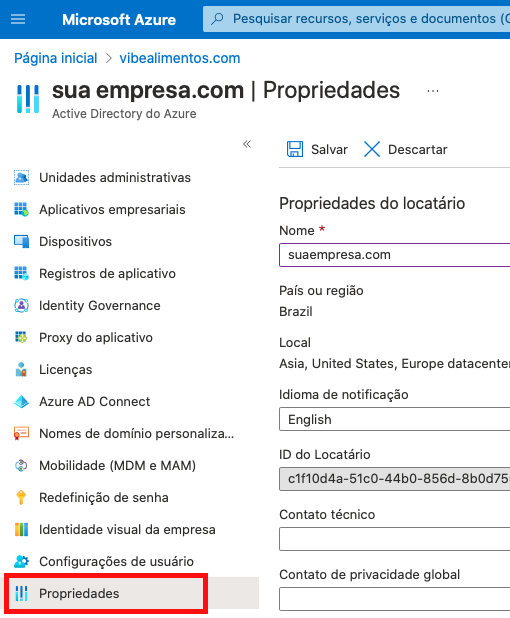 Microsoft Azure
Pesquisar recursos, serviços e documentos (
Página inicial > vibealimentos.com
sua empresa.com | Propriedades ...
Active Directory do Azure
«
Salvar
Descartar
Unidades administrativas
Aplicativos empresariais
Dispositivos
Registros de aplicativo
Identity Governance
Proxy do aplicativo
Licenças
Azure AD Connect
Nomes de domínio personaliza...
Mobilidade (MDM e MAM)
Redefinição de senha
Identidade visual da empresa
Configurações de usuário
Propriedades
Propriedades do locatário
Nome *
suaempresa.com
País ou região
Brazil
Local
Asia, United States, Europe datacenter
Idioma de notificação
English
ID do Locatário
c1f10d4a-51c0-44b0-856d-8b0d75
Contato técnico
Contato de privacidade global